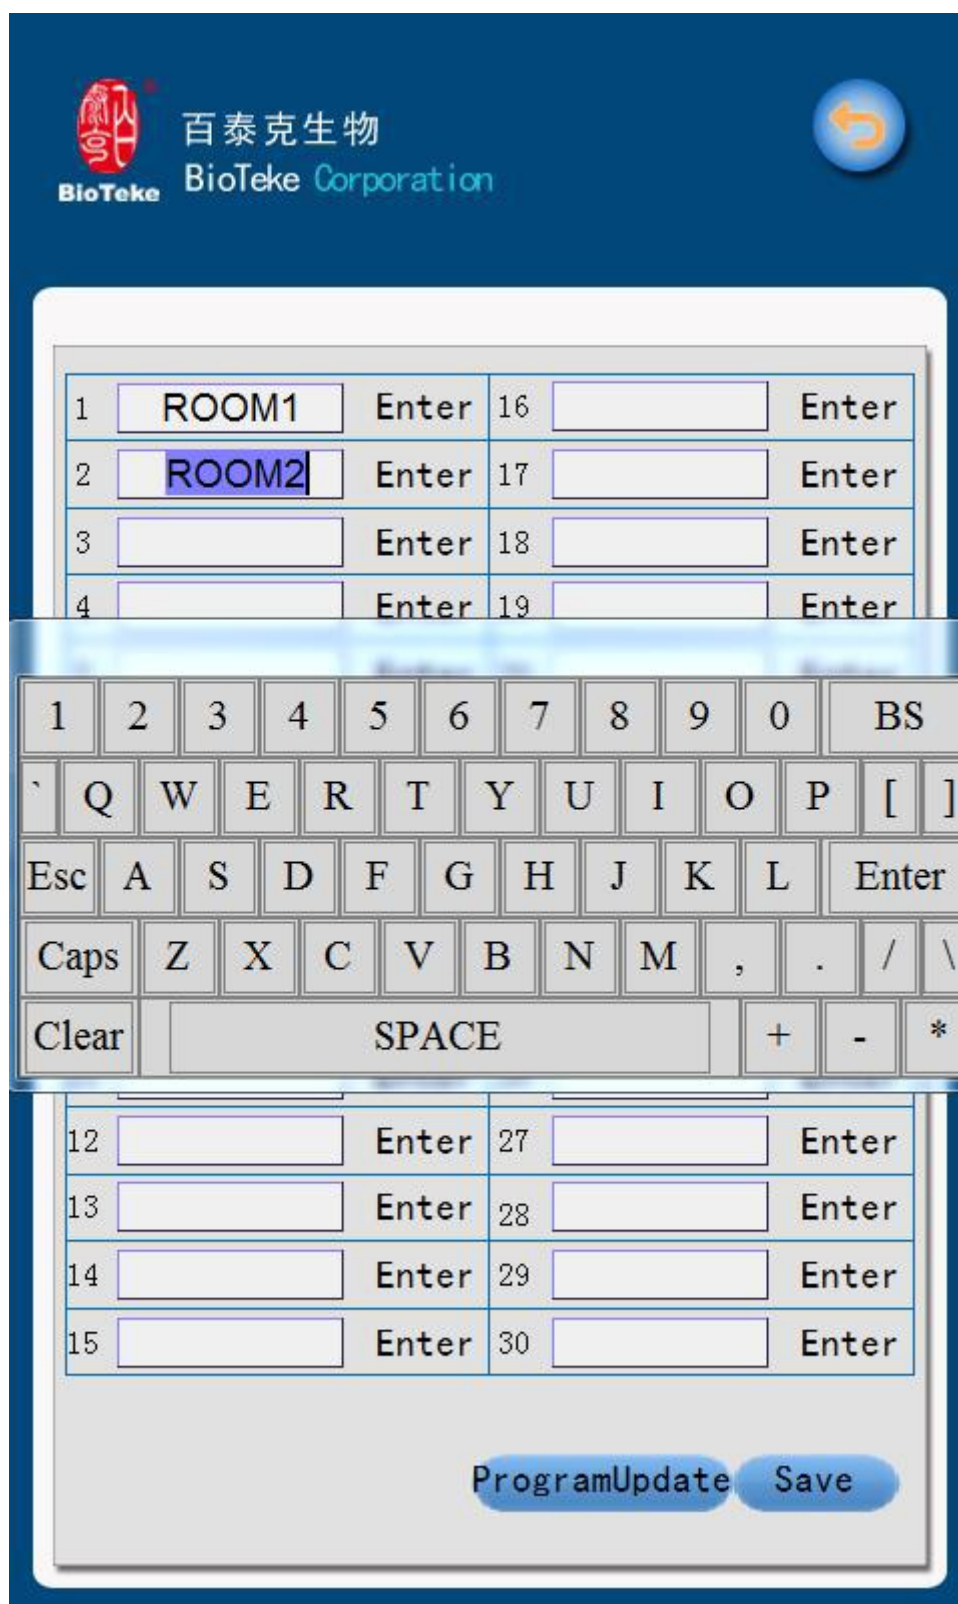 百泰克生物
BioTeke BioTeke Corporation
1 ROOM1 Enter 16 Enter
2 ROOM2 Enter 17 Enter
3 Enter 18 Enter
4 Enter 19 Enter
1 2 3 4 5 6 7 8 9 0 BS
` Q W E R T Y U I O P [ ]
Esc A S D F G H J K L Enter
Caps Z X C V B N M , . / \
Clear SPACE + - *
12 Enter 27 Enter
13 Enter 28 Enter
14 Enter 29 Enter
15 Enter 30 Enter
ProgramUpdate Save